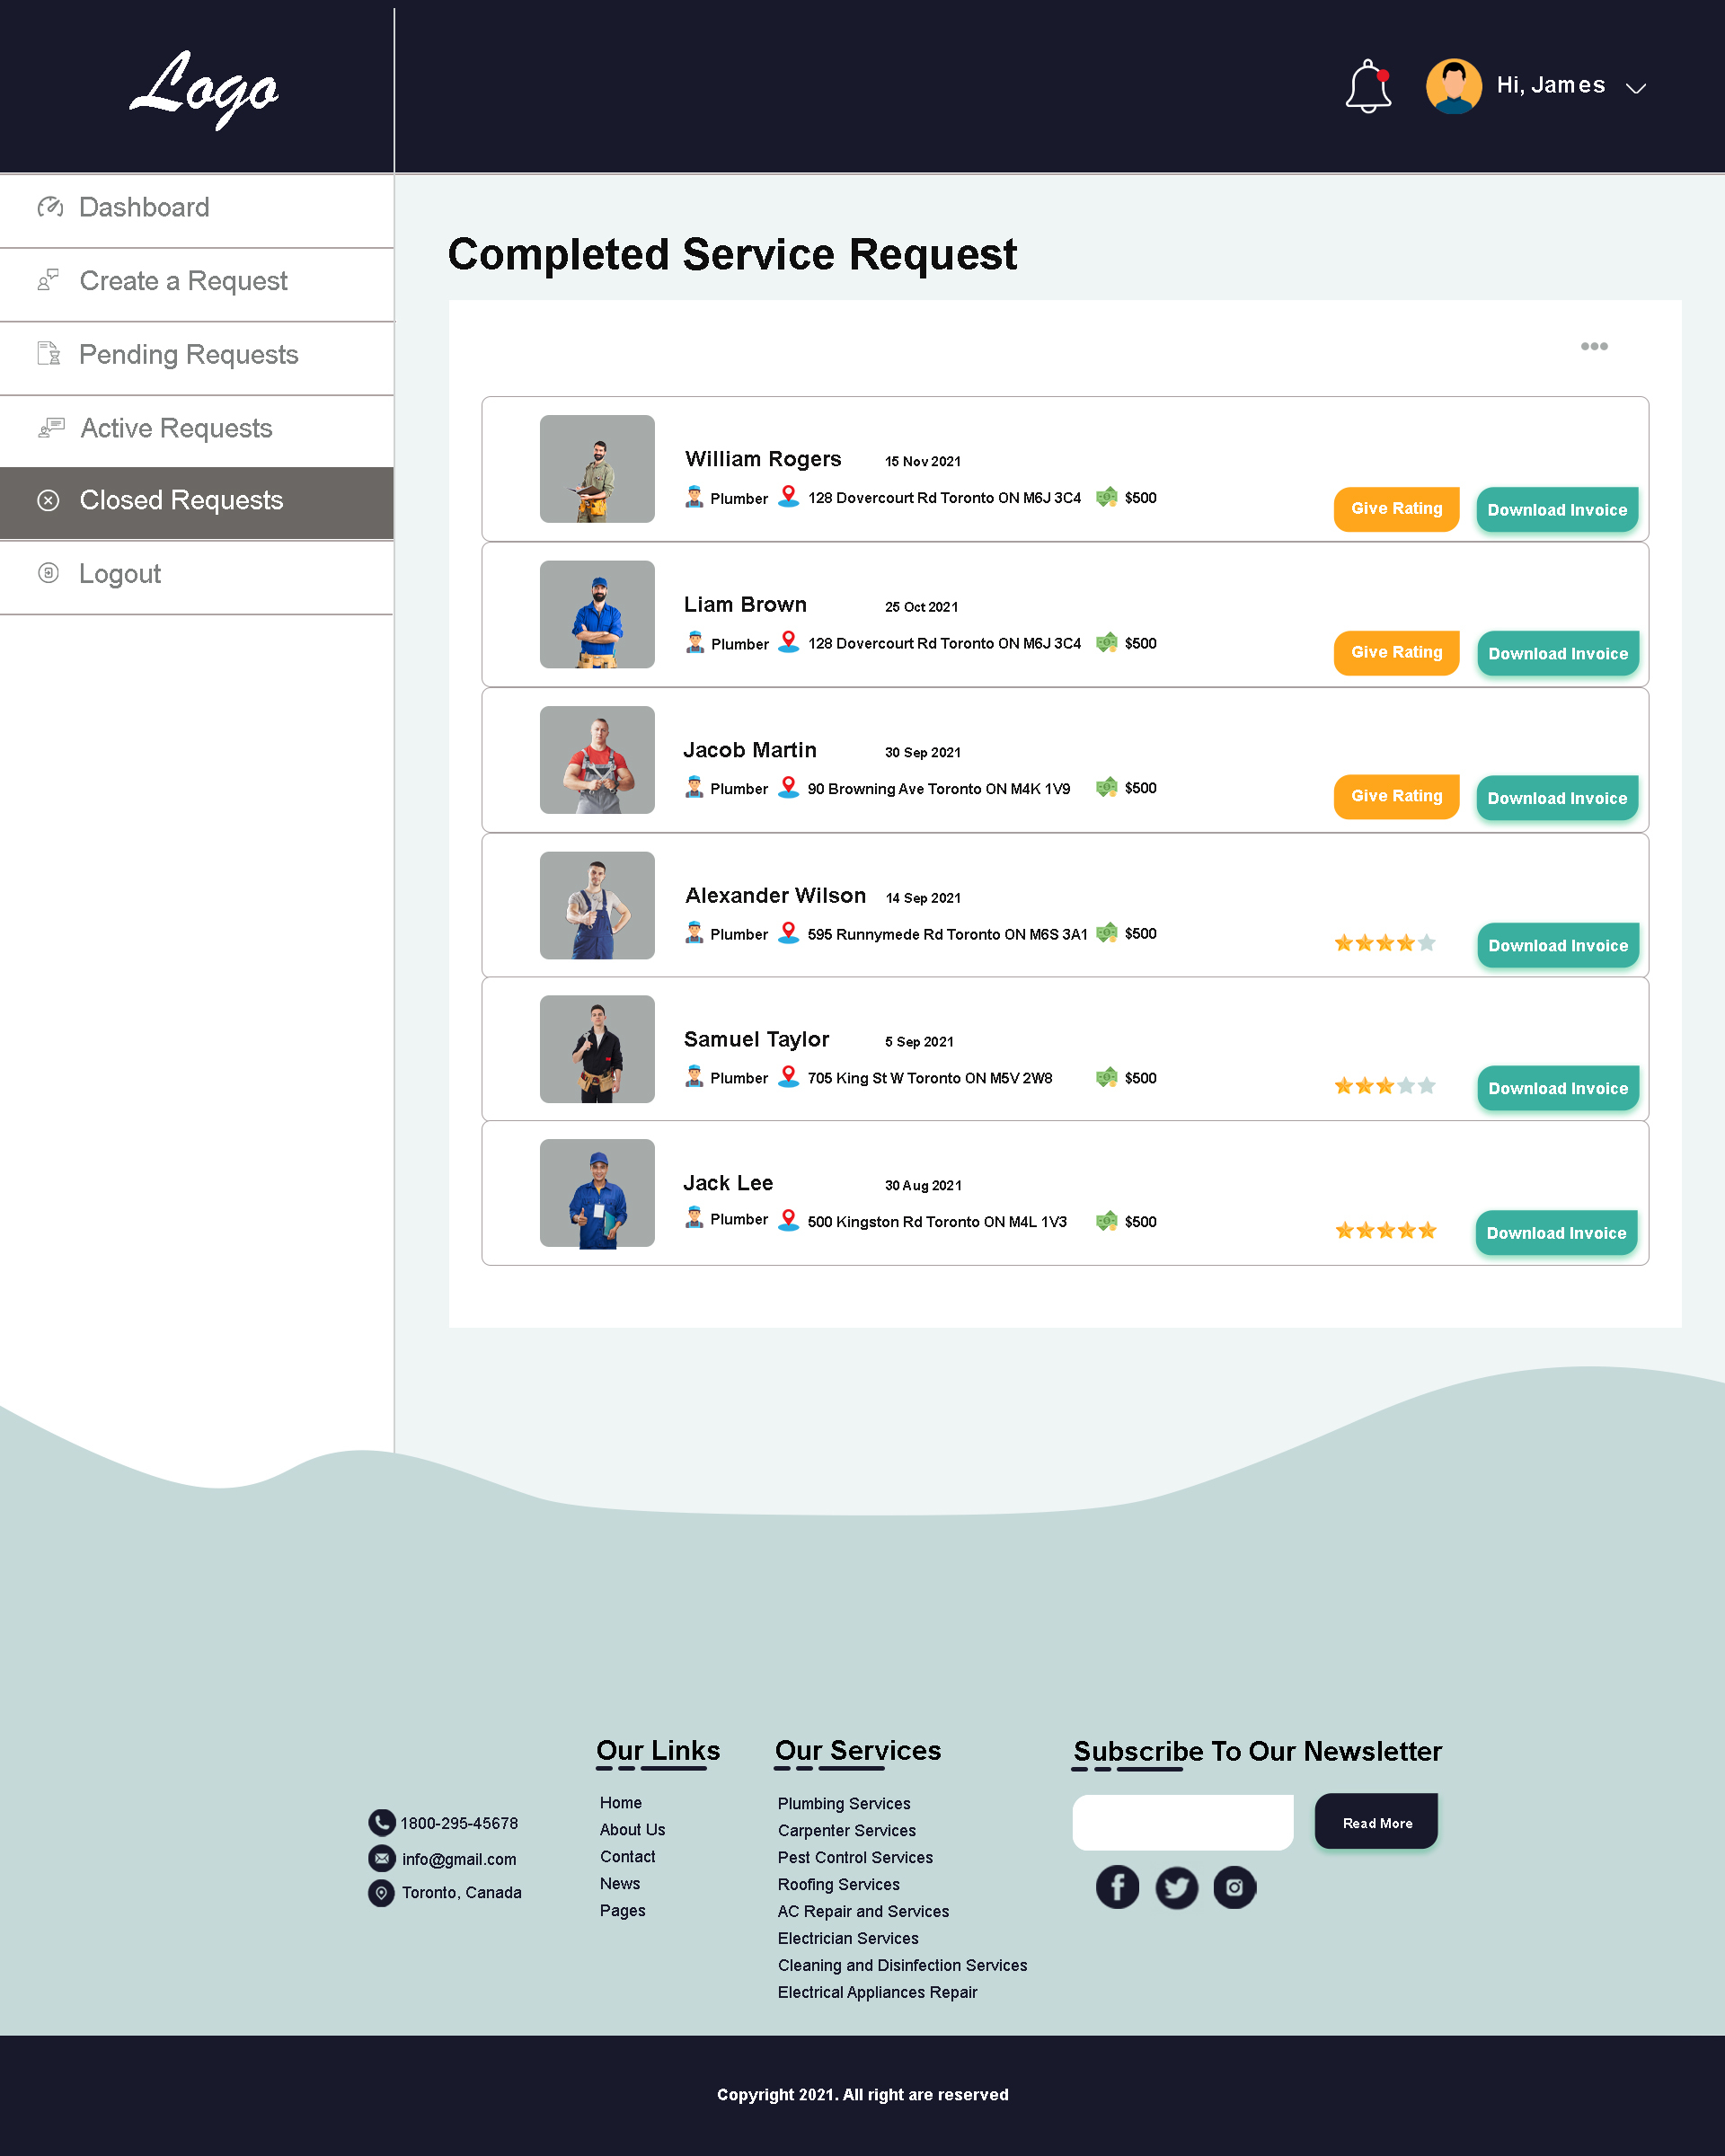 Logo
Hi, James
Dashboard
Create a Request
Pending Requests
Active Requests
Closed Requests
Logout
Completed Service Request
William Rogers 15 Nov 2021
Plumber 128 Dovercourt Rd Toronto ON M6J 3C4 $500
Give Rating Download Invoice
Liam Brown 25 Oct 2021
Plumber 128 Dovercourt Rd Toronto ON M6J 3C4 $500
Give Rating Download Invoice
Jacob Martin 30 Sep 2021
Plumber 90 Browning Ave Toronto ON M4K 1V9 $500
Give Rating Download Invoice
Alexander Wilson 14 Sep 2021
Plumber 595 Runnymede Rd Toronto ON M6S 3A1 $500
Download Invoice
Samuel Taylor 5 Sep 2021
Plumber 705 King St W Toronto ON M5V 2W8 $500
Download Invoice
Jack Lee 30 Aug 2021
Plumber 500 Kingston Rd Toronto ON M4L 1V3 $500
Download Invoice
1800-295-45678
info@gmail.com
Toronto, Canada
Our Links
Home
About Us
Contact
News
Pages
Our Services
Plumbing Services
Carpenter Services
Pest Control Services
Roofing Services
AC Repair and Services
Electrician Services
Cleaning and Disinfection Services
Electrical Appliances Repair
Subscribe To Our Newsletter
Read More
Copyright 2021. All right are reserved